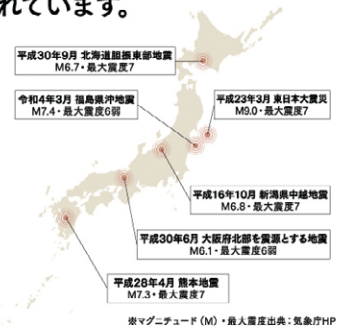 れています。
平成30年9月 北海道胆振東部地震
M6.7・最大震度7
令和4年3月 福島県沖地震
M7.4・最大震度6弱
平成23年3月 東日本大震災
M9.0・最大震度7
平成16年10月 新潟県中越地震
M6.8・最大震度7
平成30年6月 大阪府北部を震源とする地震
M6.1・最大震度6弱
平成28年4月 熊本地震
M7.3・最大震度7
※マグニチュード（M）・最大震度出典：気象庁HP